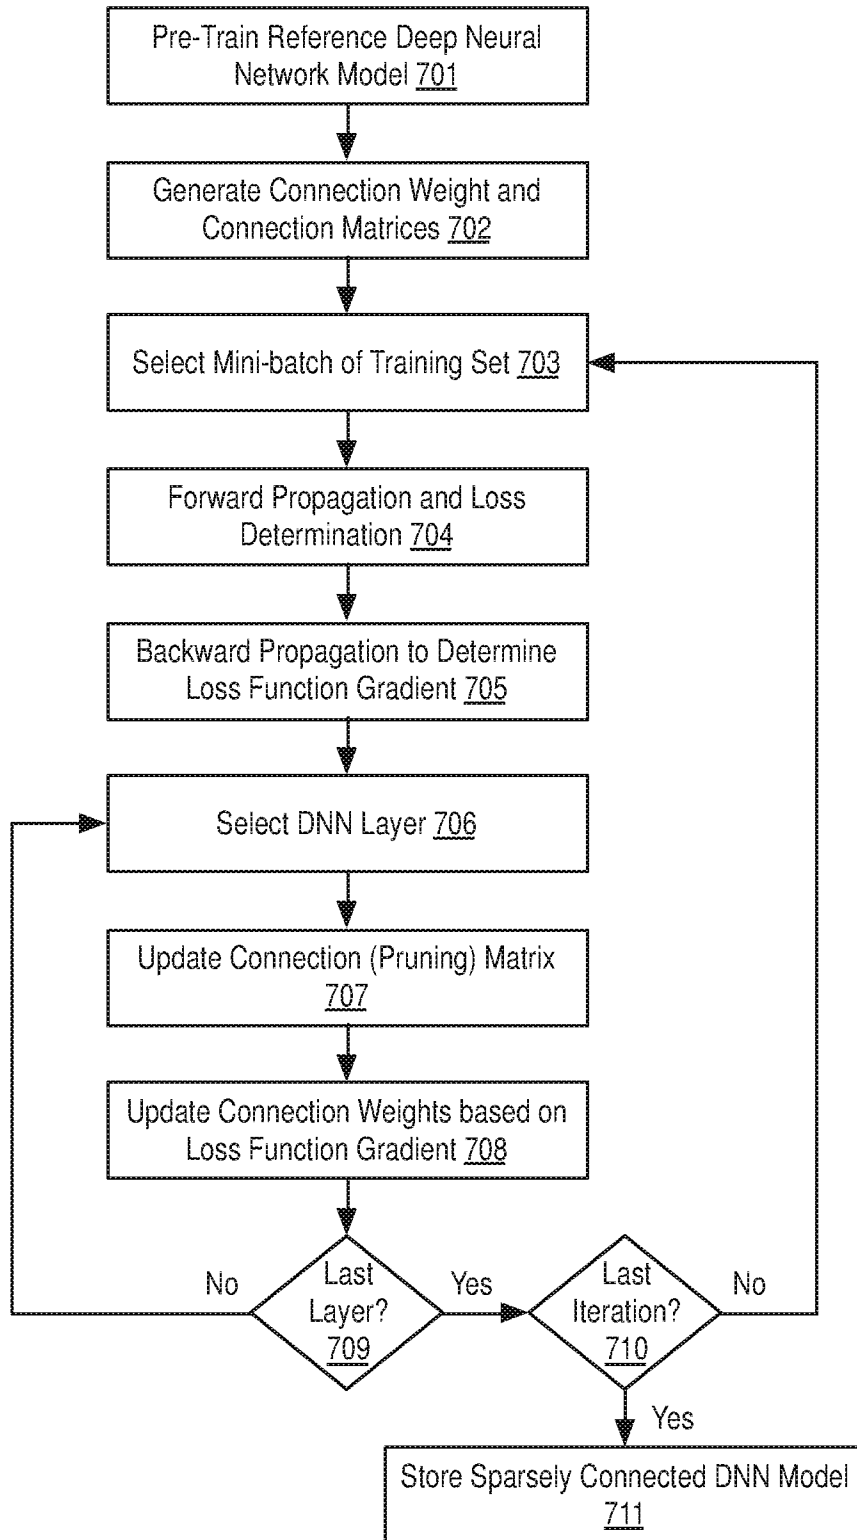 Pre-Train Reference Deep Neural
Network Model 701
Generate Connection Weight and
Connection Matrices 702
Select Mini-batch of Training Set 703
Forward Propagation and Loss
Determination 704
Backward Propagation to Determine
Loss Function Gradient 705
Select DNN Layer 706
Update Connection (Pruning) Matrix
707
Update Connection Weights based on
Loss Function Gradient 708
No
Last
Layer?
709
Yes
Last
Iteration?
710
No
Yes
Store Sparsely Connected DNN Model
711